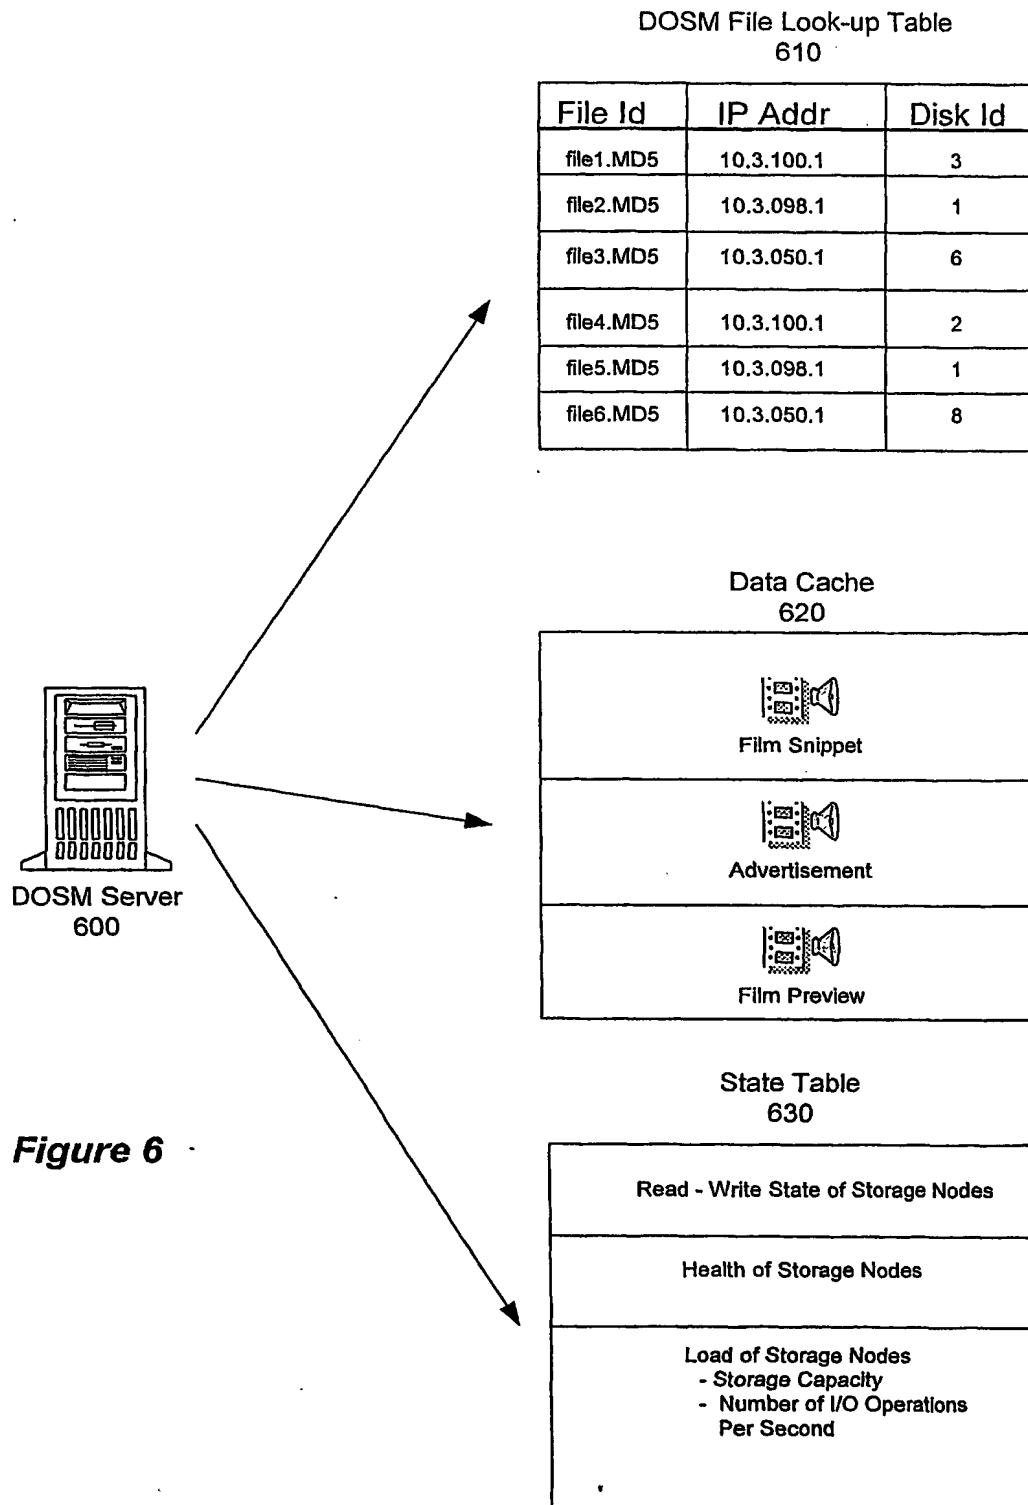 DOSM File Look-up Table
610
File Id IP Addr Disk Id
file1.MD5 10.3.100.1 3
file2.MD5 10.3.098.1 1
file3.MD5 10.3.050.1 6
file4.MD5 10.3.100.1 2
file5.MD5 10.3.098.1 1
file6.MD5 10.3.050.1 8
Data Cache
620
Film Snippet
Advertisement
Film Preview
DOSM Server
600
State Table
630
Read - Write State of Storage Nodes
Health of Storage Nodes
Load of Storage Nodes
- Storage Capacity
- Number of I/O Operations
Per Second
Figure 6